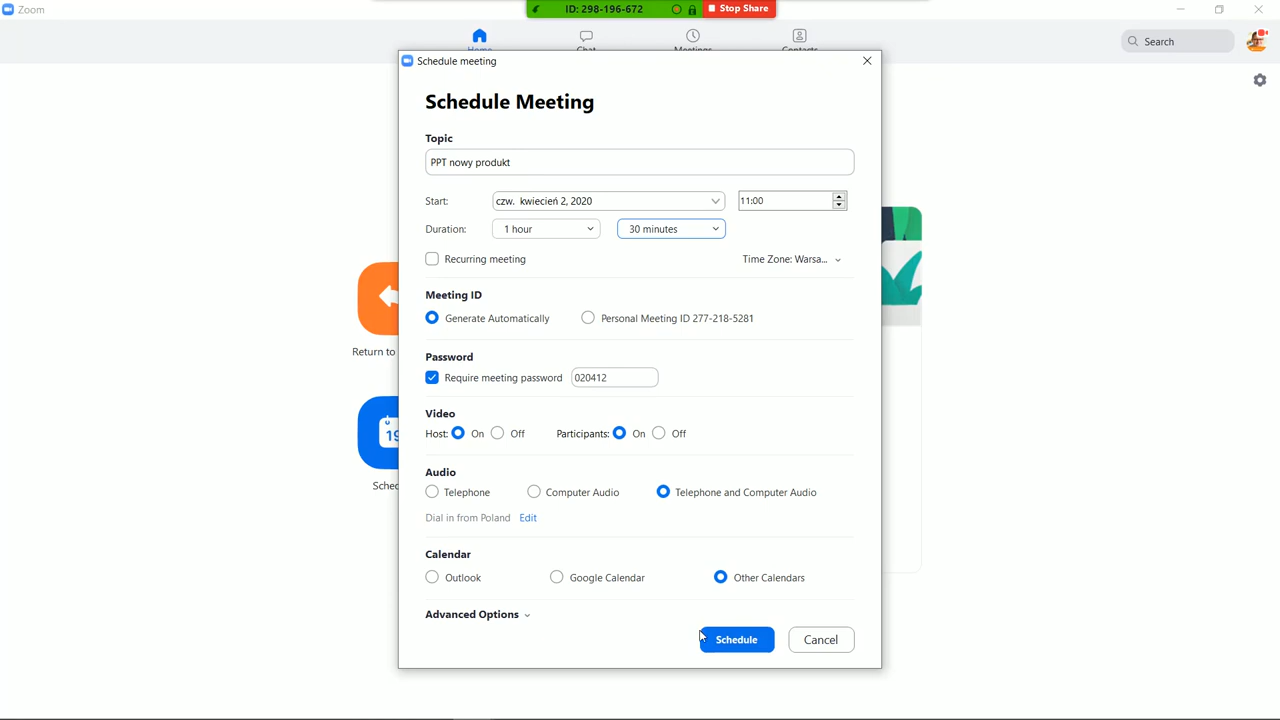 Zoom
ID: 298-196-672
Stop Share
Home
Chat
Meetings
Contacts
Search
Schedule meeting
Schedule Meeting
Topic
PPT nowy produkt
Start:
czw. kwiecień 2, 2020
11:00
Duration:
1 hour
30 minutes
Recurring meeting
Time Zone: Warsa...
Meeting ID
Generate Automatically
Personal Meeting ID 277-218-5281
Return to
Password
Require meeting password
020412
Video
Host: On Off
Participants: On Off
19
Audio
Sched
Telephone
Computer Audio
Telephone and Computer Audio
Dial in from Poland Edit
Calendar
Outlook
Google Calendar
Other Calendars
Advanced Options
Schedule
Cancel